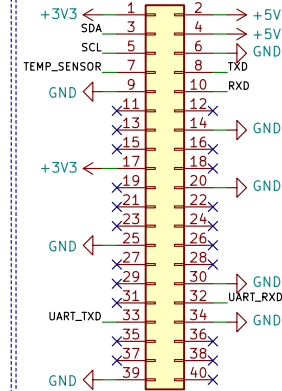 +3V3 1 2 +5V
SDA 3 4 +5V
SCL 5 6 GND
TEMP_SENSOR 7 8 TXD
GND 9 10 RXD
11 12
13 14 GND
15 16
+3V3 17 18
19 20 GND
21 22
23 24
GND 25 26
27 28
29 30 GND
31 32 UART_RXD
UART_TXD 33 34 GND
35 36
37 38
GND 39 40